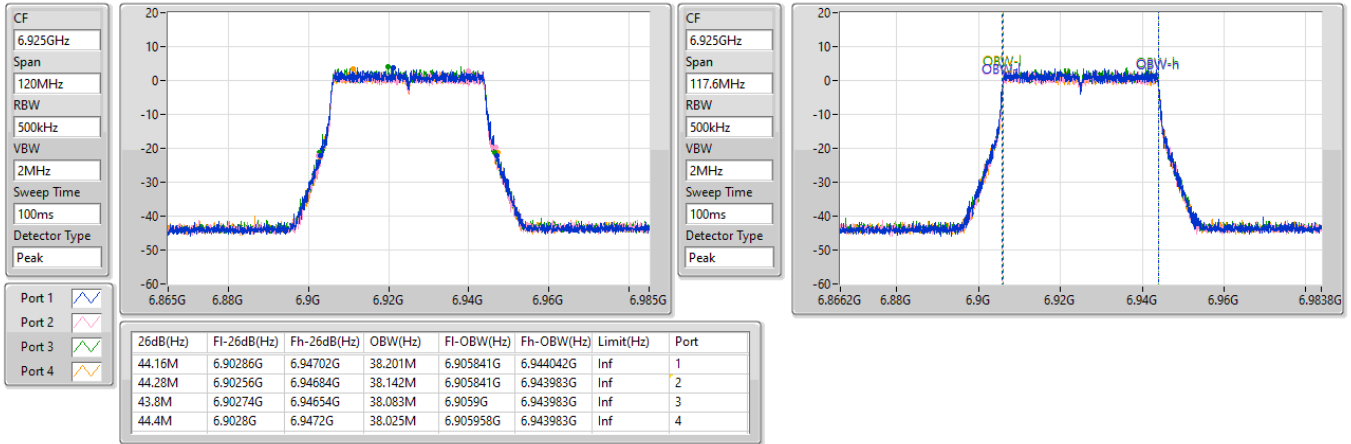 CF
6.925GHz
Span
120MHz
RBW
500kHz
VBW
2MHz
Sweep Time
100ms
Detector Type
Peak
Port 1
Port 2
Port 3
Port 4
20
10
0
-10
-20
-30
-40
-50
-60
6.865G 6.88G 6.9G 6.92G 6.94G 6.96G 6.985G
CF
6.925GHz
Span
117.6MHz
RBW
500kHz
VBW
2MHz
Sweep Time
100ms
Detector Type
Peak
20
10
0
-10
-20
-30
-40
-50
-60
OBW-h
6.8662G 6.88G 6.9G 6.92G 6.94G 6.96G 6.9838G
26dB(Hz) Fl-26dB(Hz) Fh-26dB(Hz) OBW(Hz) Fl-OBW(Hz) Fh-OBW(Hz) Limit(Hz) Port
44.16M 6.90286G 6.94702G 38.201M 6.905841G 6.944042G Inf 1
44.28M 6.90256G 6.94684G 38.142M 6.905841G 6.943983G Inf 2
43.8M 6.90274G 6.94654G 38.083M 6.9059G 6.943983G Inf 3
44.4M 6.9028G 6.9472G 38.025M 6.905958G 6.943983G Inf 4